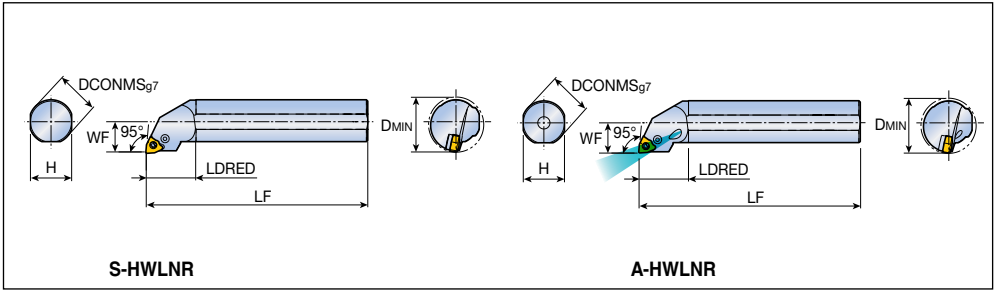 DCONMSg7
WF
95°
H
LDRED
LF
DMIN
S-HWLNR
DCONMSg7
WF
95°
H
LDRED
LF
DMIN
A-HWLNR